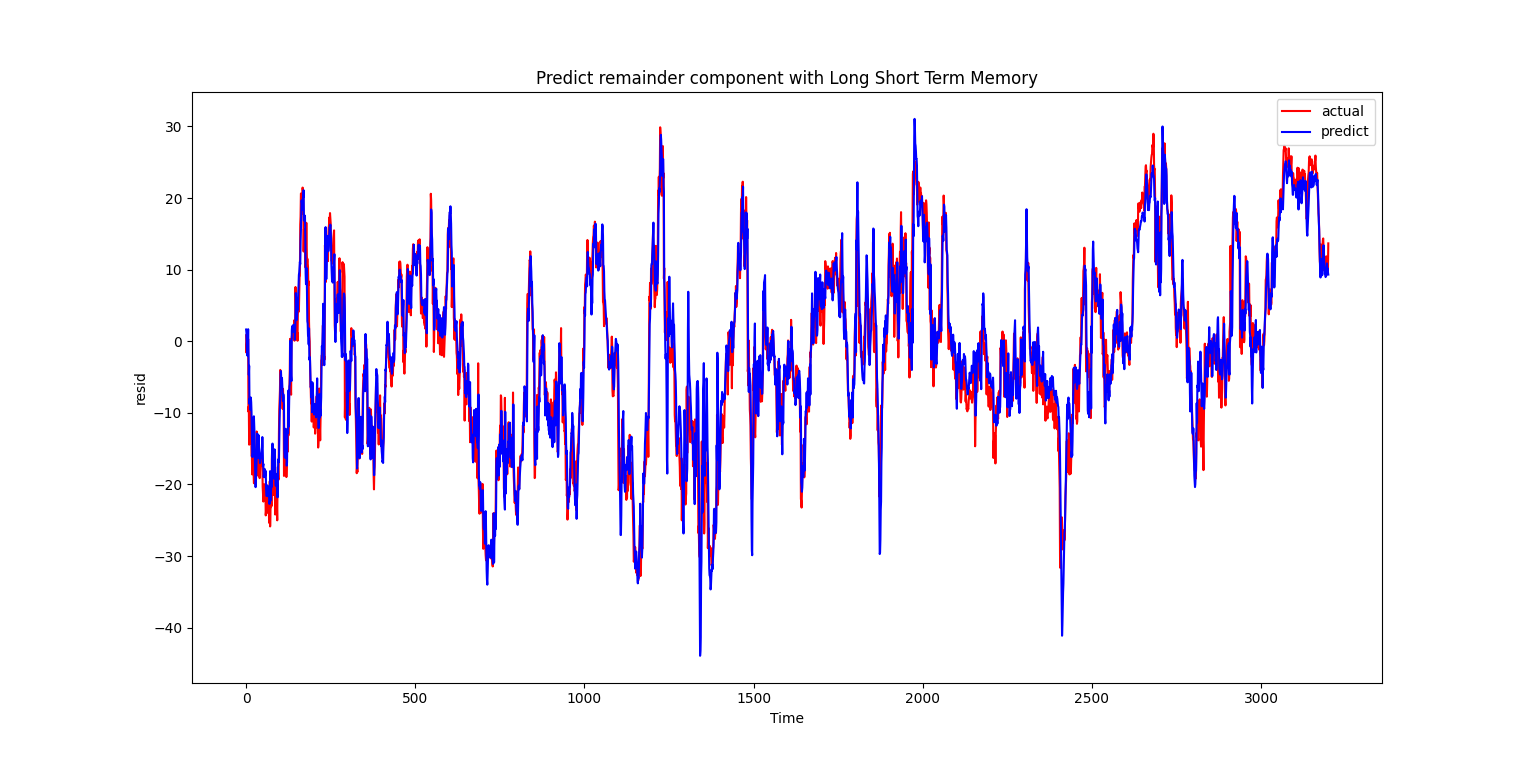 Predict remainder component with Long Short Term Memory
actual
predict
30
20
10
0
−10
−20
−30
−40
resid
0 500 1000 1500 2000 2500 3000
Time